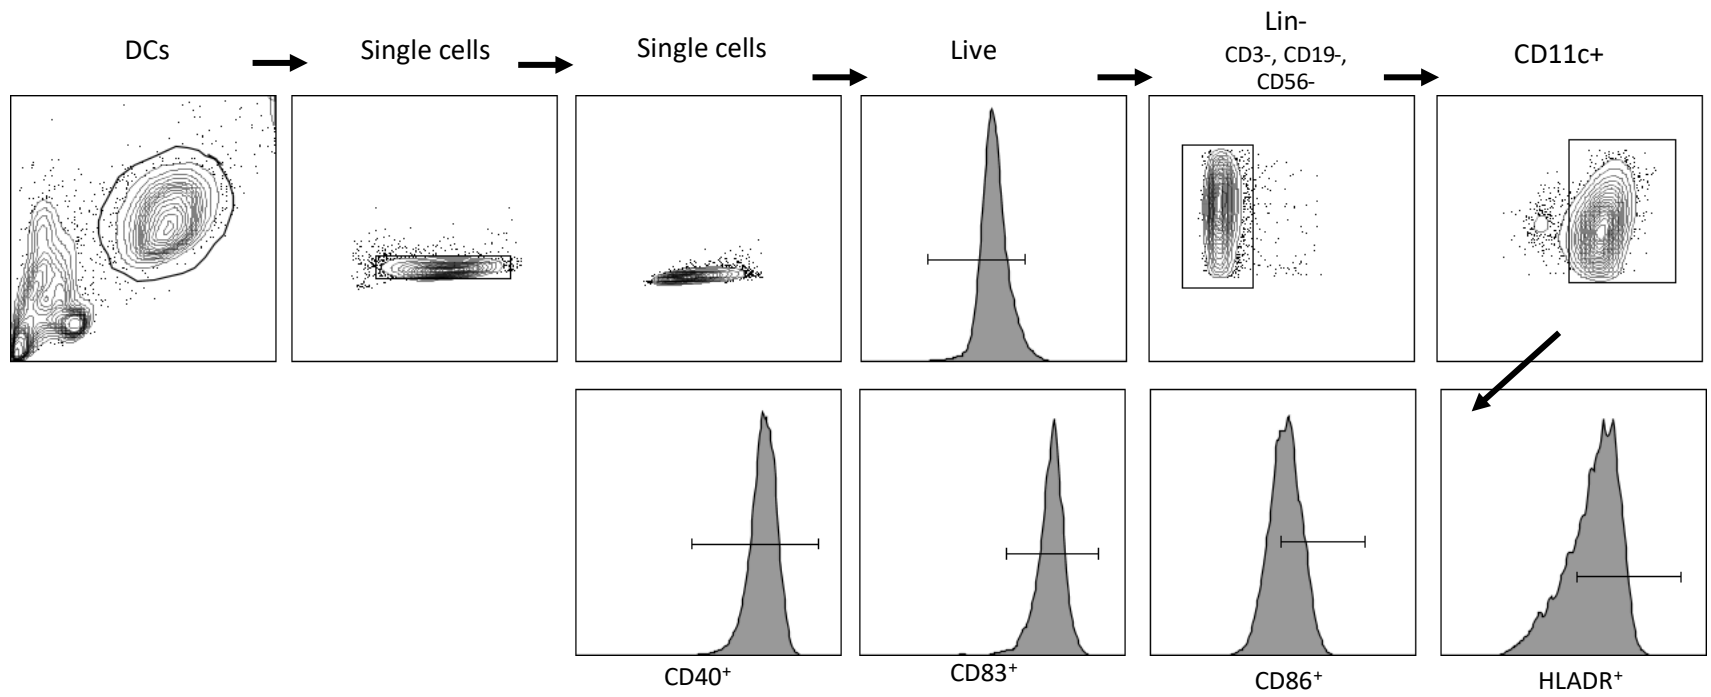 DCs
Single cells
Single cells
Live
Lin-
CD3-, CD19-,
CD56-
CD11c+
CD40⁺
CD83⁺
CD86⁺
HLADR⁺